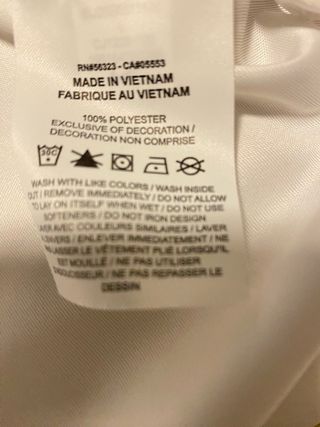 RN#56323 - CA#05553
MADE IN VIETNAM
FABRIQUE AU VIETNAM
100% POLYESTER
EXCLUSIVE OF DECORATION /
DECORATION NON COMPRISE
30C
WASH WITH LIKE COLORS / WASH INSIDE
OUT / REMOVE IMMEDIATELY / DO NOT ALLOW
TO LAY ON ITSELF WHEN WET / DO NOT USE
SOFTENERS / DO NOT IRON DESIGN
LAVER AVEC COULEURS SIMILAIRES / LAVER
À L'ENVERS / ENLEVER IMMEDIATEMENT / NE
PAS LAISSER LE VÊTEMENT PLIÉ LORSQU'IL
EST MOUILLÉ / NE PAS UTILISER
ADOUCISSEUR / NE PAS REPASSER LE
DESSIN